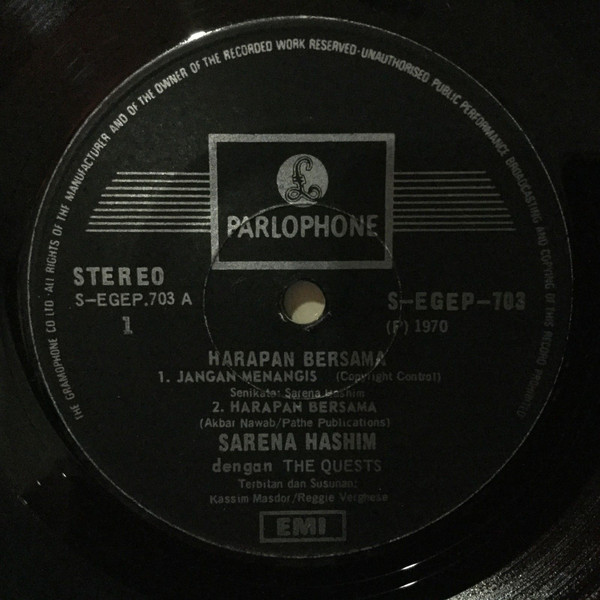 THE GRAMOPHONE CO LTD · ALL RIGHTS OF THE MANUFACTURER AND OF THE OWNER OF THE RECORDED WORK RESERVED · UNAUTHORISED PUBLIC PERFORMANCE BROADCASTING AND COPYING OF THIS RECORD PROHIBITED
£
PARLOPHONE
STEREO
S-EGEP.703 A
S-EGEP-703
1
(P) 1970
HARAPAN BERSAMA
1. JANGAN MENANGIS (Copyright Control)
Senikata: Sarena Hashim
2. HARAPAN BERSAMA
(Akbar Nawab/Pathe Publications)
SARENA HASHIM
dengan THE QUESTS
Terbitan dan Susunan:
Kassim Masdor/Reggie Verghese
EMI